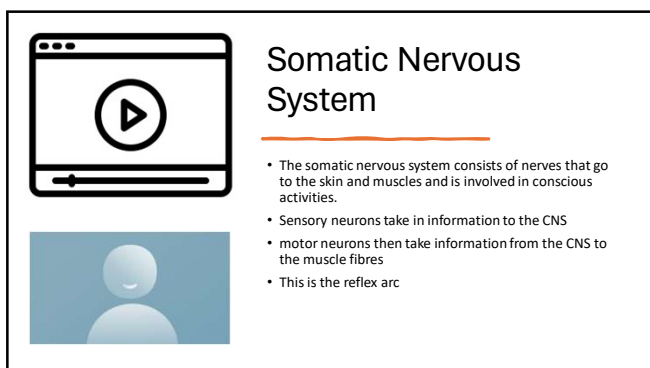 Somatic Nervous
System
• The somatic nervous system consists of nerves that go
to the skin and muscles and is involved in conscious
activities.
• Sensory neurons take in information to the CNS
• motor neurons then take information from the CNS to
the muscle fibres
• This is the reflex arc